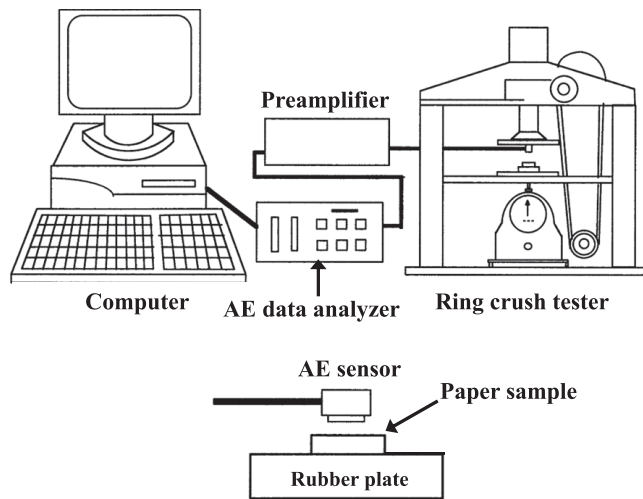 Preamplifier
Computer
AE data analyzer
Ring crush tester
AE sensor
Paper sample
Rubber plate